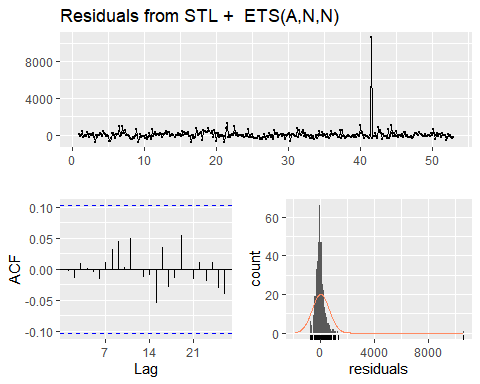 Residuals from STL +  ETS(A,N,N)
8000
4000
0
0 10 20 30 40 50
0.10
0.05
0.00
-0.05
-0.10
ACF
7 14 21
Lag
60
40
20
0
count
0 4000 8000
residuals